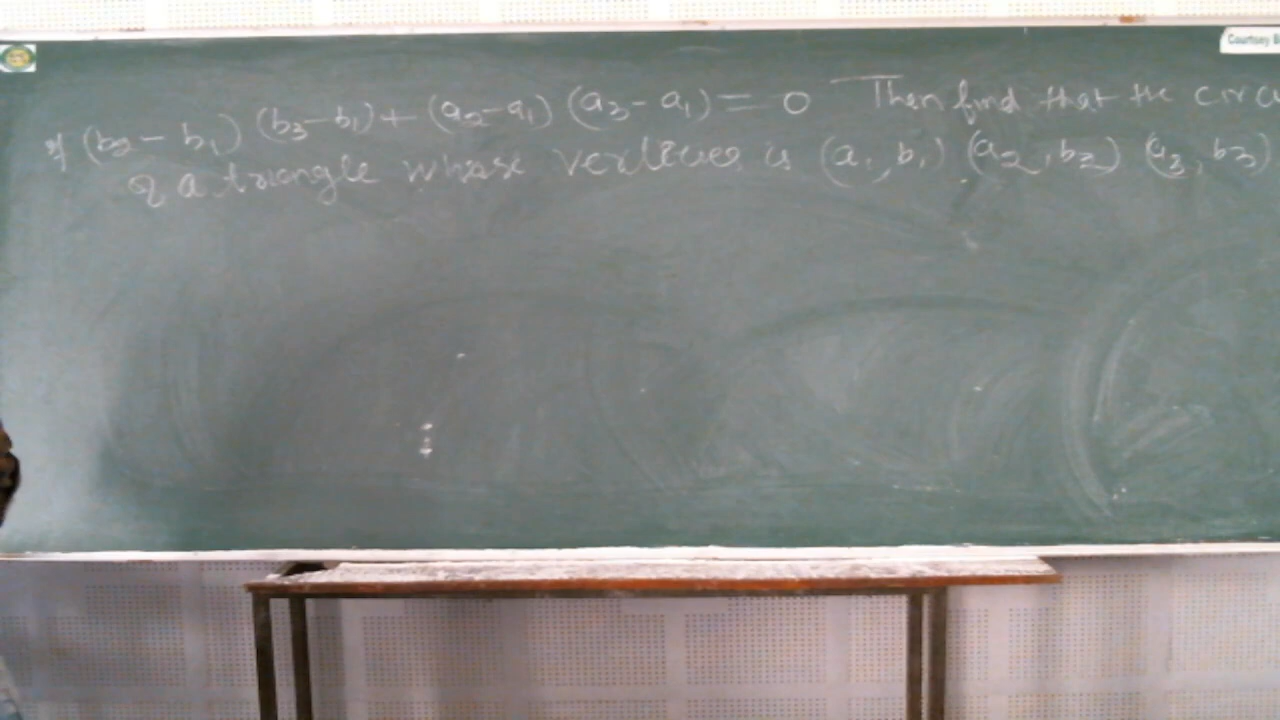 If (b2 - b1) (b3 - b1) + (a2 - a1) (a3 - a1) = 0 Then find that the circu
of a triangle whose vertices is (a1, b1) (a2, b2) (a3, b3)
Courtsey